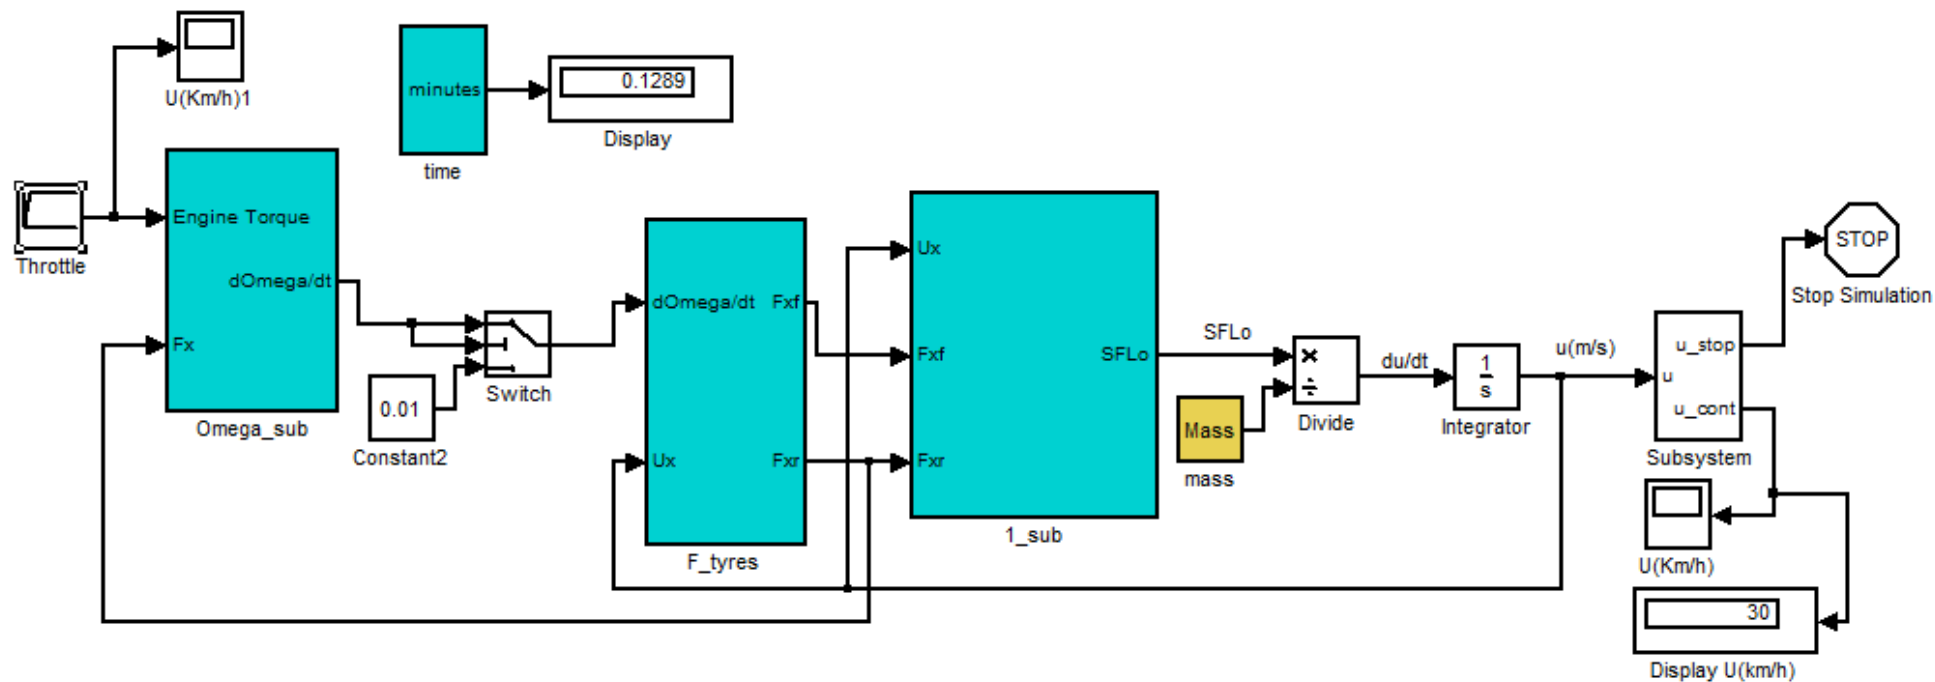 U(Km/h)1
minutes
time
0.1289
Display
Throttle
Engine Torque
dOmega/dt
Fx
Omega_sub
0.01
Constant2
Switch
dOmega/dt
Fxf
Ux
Fxr
F_tyres
Ux
Fxf
Fxr
SFLo
1_sub
SFLo
Mass
mass
×
÷
Divide
du/dt
1
s
Integrator
u(m/s)
u
u_stop
u_cont
Subsystem
STOP
Stop Simulation
U(Km/h)
30
Display U(km/h)